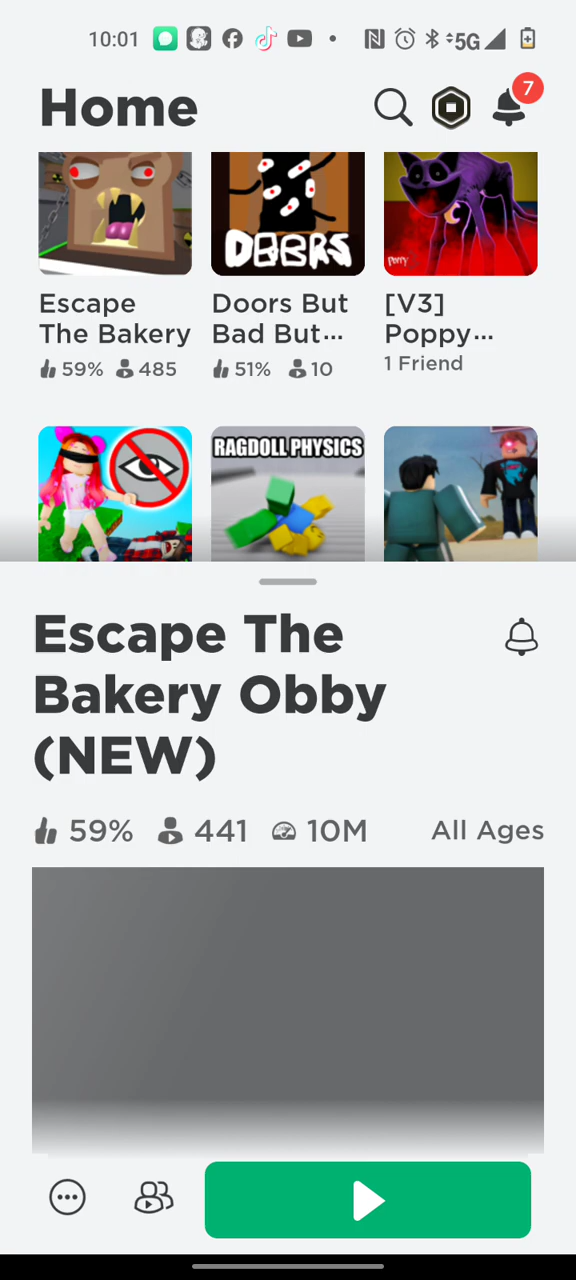 10:01
5G
Home
7
DOORS
Poppy
Escape
The Bakery
59% 485
Doors But
Bad But...
51% 10
[V3]
Poppy...
1 Friend
RAGDOLL PHYSICS
Escape The
Bakery Obby
(NEW)
59% 441 10M All Ages